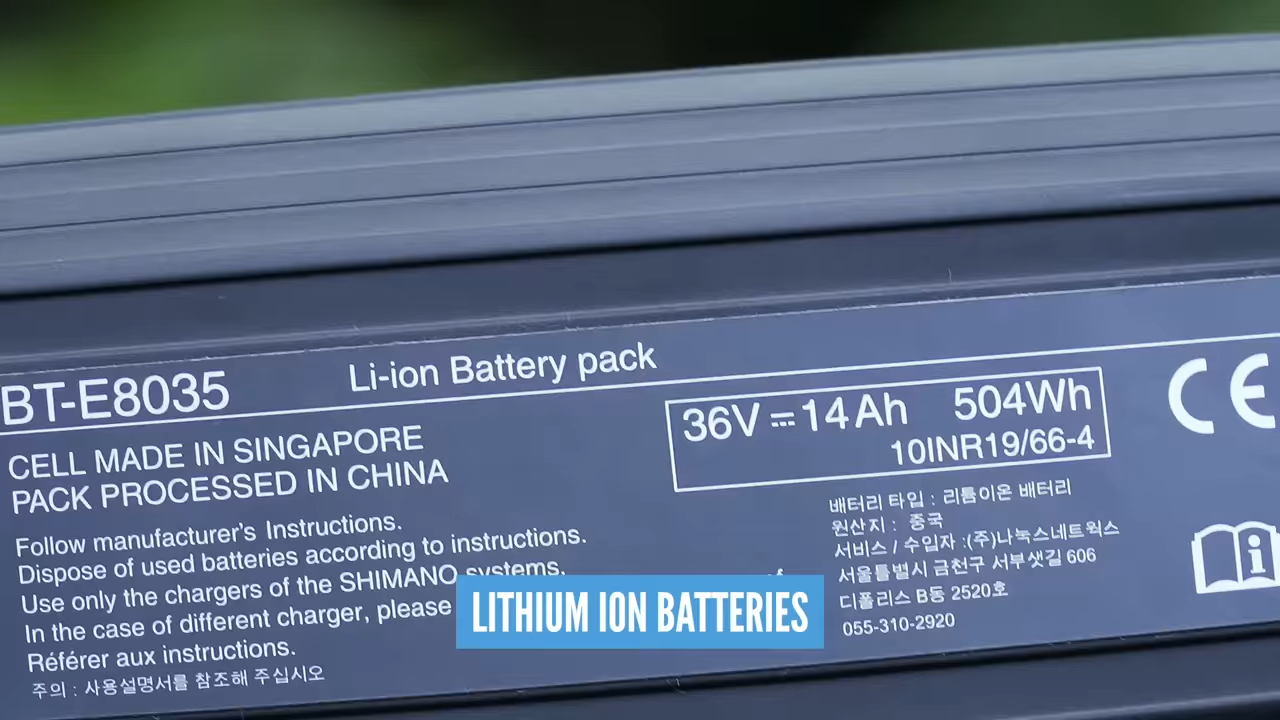 BT-E8035 Li-ion Battery pack
36V ⎓ 14Ah 504Wh
10INR19/66-4
CE
CELL MADE IN SINGAPORE
PACK PROCESSED IN CHINA
Follow manufacturer's Instructions.
Dispose of used batteries according to instructions.
Use only the chargers of the SHIMANO systems.
In the case of different charger, please
Référer aux instructions.
주의 : 사용설명서를 참조해 주십시오
배터리 타입 : 리튬이온 배터리
원산지 : 중국
서비스 / 수입자 :(주)나눅스네트웍스
서울특별시 금천구 서부샛길 606
디폴리스 B동 2520호
055-310-2920
LITHIUM ION BATTERIES